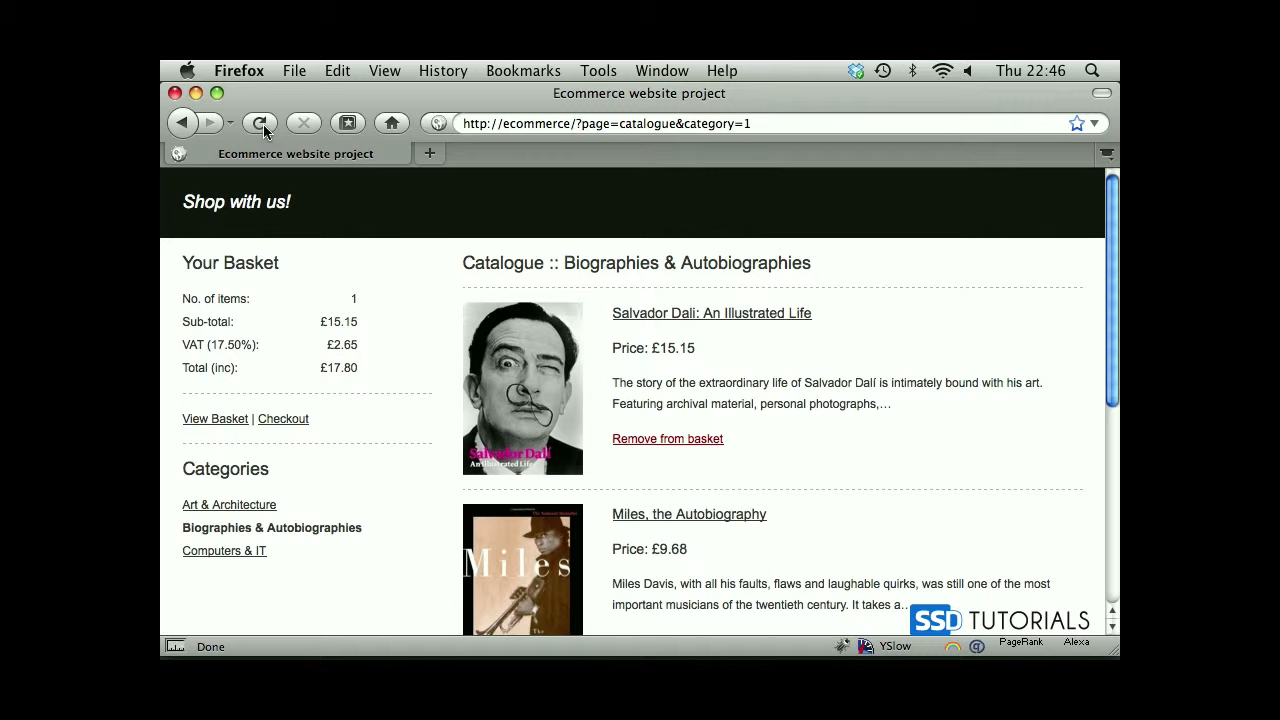 Firefox File Edit View History Bookmarks Tools Window Help Thu 22:46
Ecommerce website project
http://ecommerce/?page=catalogue&category=1
Ecommerce website project
Shop with us!
Your Basket
No. of items: 1
Sub-total: £15.15
VAT (17.50%): £2.65
Total (inc): £17.80
View Basket | Checkout
Categories
Art & Architecture
Biographies & Autobiographies
Computers & IT
Catalogue :: Biographies & Autobiographies
Salvador Dalí
An Illustrated Life
Salvador Dali: An Illustrated Life
Price: £15.15
The story of the extraordinary life of Salvador Dalí is intimately bound with his art.
Featuring archival material, personal photographs,…
Remove from basket
Miles
The
Miles, the Autobiography
Price: £9.68
Miles Davis, with all his faults, flaws and laughable quirks, was still one of the most
important musicians of the twentieth century. It takes a…
SSD TUTORIALS
Done YSlow PageRank Alexa